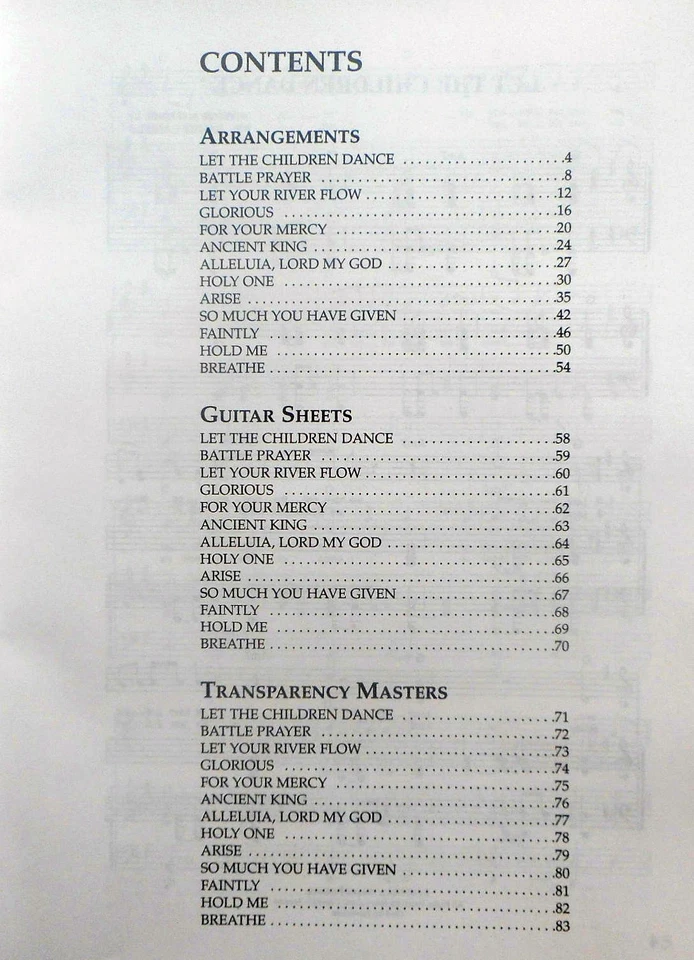 CONTENTS
ARRANGEMENTS
LET THE CHILDREN DANCE . . . . . . . . . . . . . . . . . . . . . . .4
BATTLE PRAYER . . . . . . . . . . . . . . . . . . . . . . . . . . . . . . . . . .8
LET YOUR RIVER FLOW . . . . . . . . . . . . . . . . . . . . . . . . . . .12
GLORIOUS . . . . . . . . . . . . . . . . . . . . . . . . . . . . . . . . . . . . . .16
FOR YOUR MERCY . . . . . . . . . . . . . . . . . . . . . . . . . . . . . . .20
ANCIENT KING . . . . . . . . . . . . . . . . . . . . . . . . . . . . . . . . . .24
ALLELUIA, LORD MY GOD . . . . . . . . . . . . . . . . . . . . . . . .27
HOLY ONE . . . . . . . . . . . . . . . . . . . . . . . . . . . . . . . . . . . . . .30
ARISE . . . . . . . . . . . . . . . . . . . . . . . . . . . . . . . . . . . . . . . . . . .35
SO MUCH YOU HAVE GIVEN . . . . . . . . . . . . . . . . . . . . . .42
FAINTLY . . . . . . . . . . . . . . . . . . . . . . . . . . . . . . . . . . . . . . . .46
HOLD ME . . . . . . . . . . . . . . . . . . . . . . . . . . . . . . . . . . . . . . .50
BREATHE . . . . . . . . . . . . . . . . . . . . . . . . . . . . . . . . . . . . . . . .54
GUITAR SHEETS
LET THE CHILDREN DANCE . . . . . . . . . . . . . . . . . . . . . .58
BATTLE PRAYER . . . . . . . . . . . . . . . . . . . . . . . . . . . . . . . . .59
LET YOUR RIVER FLOW . . . . . . . . . . . . . . . . . . . . . . . . . . .60
GLORIOUS . . . . . . . . . . . . . . . . . . . . . . . . . . . . . . . . . . . . . .61
FOR YOUR MERCY . . . . . . . . . . . . . . . . . . . . . . . . . . . . . . .62
ANCIENT KING . . . . . . . . . . . . . . . . . . . . . . . . . . . . . . . . . .63
ALLELUIA, LORD MY GOD . . . . . . . . . . . . . . . . . . . . . . . .64
HOLY ONE . . . . . . . . . . . . . . . . . . . . . . . . . . . . . . . . . . . . . .65
ARISE . . . . . . . . . . . . . . . . . . . . . . . . . . . . . . . . . . . . . . . . . . .66
SO MUCH YOU HAVE GIVEN . . . . . . . . . . . . . . . . . . . . . .67
FAINTLY . . . . . . . . . . . . . . . . . . . . . . . . . . . . . . . . . . . . . . . .68
HOLD ME . . . . . . . . . . . . . . . . . . . . . . . . . . . . . . . . . . . . . . .69
BREATHE . . . . . . . . . . . . . . . . . . . . . . . . . . . . . . . . . . . . . . . .70
TRANSPARENCY MASTERS
LET THE CHILDREN DANCE . . . . . . . . . . . . . . . . . . . . . .71
BATTLE PRAYER . . . . . . . . . . . . . . . . . . . . . . . . . . . . . . . . .72
LET YOUR RIVER FLOW . . . . . . . . . . . . . . . . . . . . . . . . . . .73
GLORIOUS . . . . . . . . . . . . . . . . . . . . . . . . . . . . . . . . . . . . . .74
FOR YOUR MERCY . . . . . . . . . . . . . . . . . . . . . . . . . . . . . . .75
ANCIENT KING . . . . . . . . . . . . . . . . . . . . . . . . . . . . . . . . . .76
ALLELUIA, LORD MY GOD . . . . . . . . . . . . . . . . . . . . . . . .77
HOLY ONE . . . . . . . . . . . . . . . . . . . . . . . . . . . . . . . . . . . . . .78
ARISE . . . . . . . . . . . . . . . . . . . . . . . . . . . . . . . . . . . . . . . . . . .79
SO MUCH YOU HAVE GIVEN . . . . . . . . . . . . . . . . . . . . . .80
FAINTLY . . . . . . . . . . . . . . . . . . . . . . . . . . . . . . . . . . . . . . . .81
HOLD ME . . . . . . . . . . . . . . . . . . . . . . . . . . . . . . . . . . . . . . .82
BREATHE . . . . . . . . . . . . . . . . . . . . . . . . . . . . . . . . . . . . . . . .83